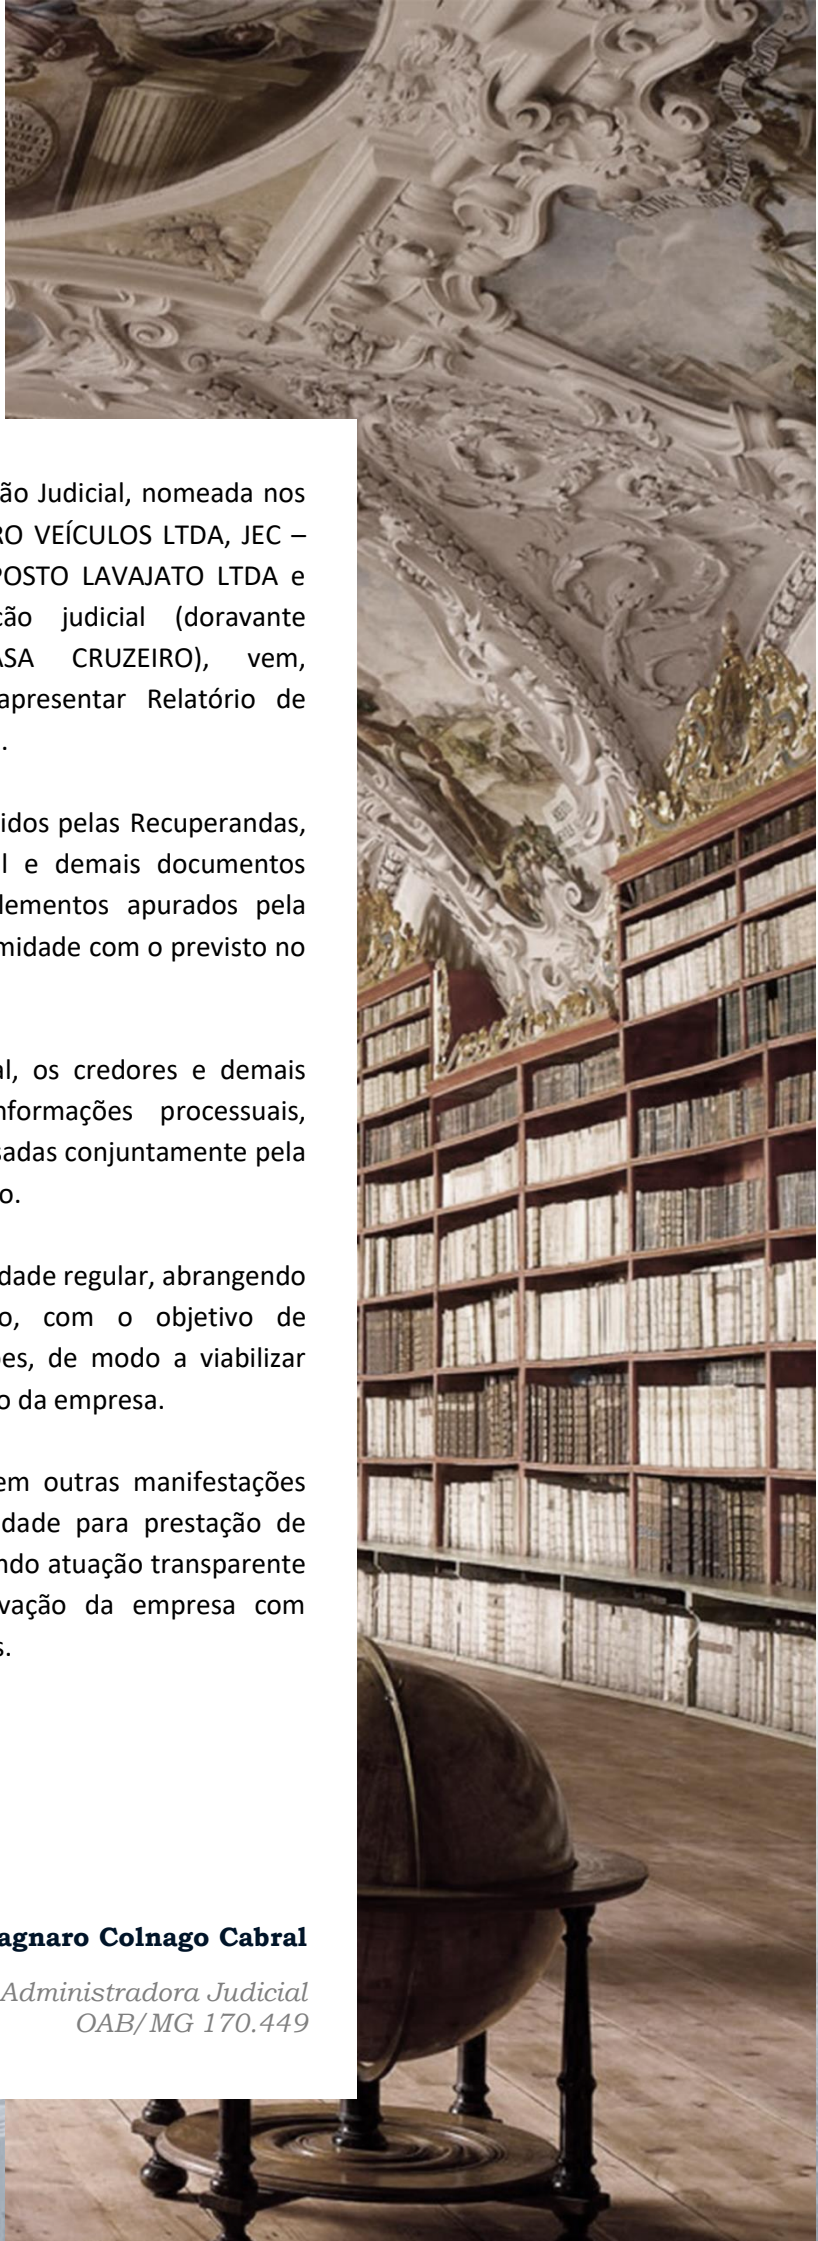 ão Judicial, nomeada nos
RO VEÍCULOS LTDA, JEC –
POSTO LAVAJATO LTDA e
ção judicial (doravante
ASA CRUZEIRO), vem,
apresentar Relatório de
.
idos pelas Recuperandas,
l e demais documentos
lementos apurados pela
midade com o previsto no
al, os credores e demais
nformações processuais,
sadas conjuntamente pela
o.
dade regular, abrangendo
o, com o objetivo de
ões, de modo a viabilizar
o da empresa.
em outras manifestações
dade para prestação de
ndo atuação transparente
vação da empresa com
s.
agnaro Colnago Cabral
Administradora Judicial
OAB/MG 170.449